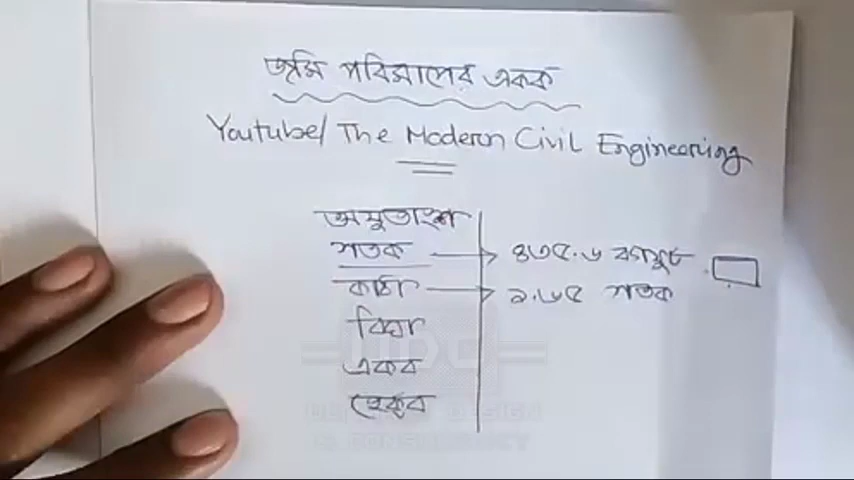 জমি পরিমাপের একক
Youtube/ The Modern Civil Engineering
অযুতাংশ
শতক → ৪৩৫.৬ বর্গফুট
কাঠা → ১.৬৫ শতক
বিঘা
একর
হেক্টর